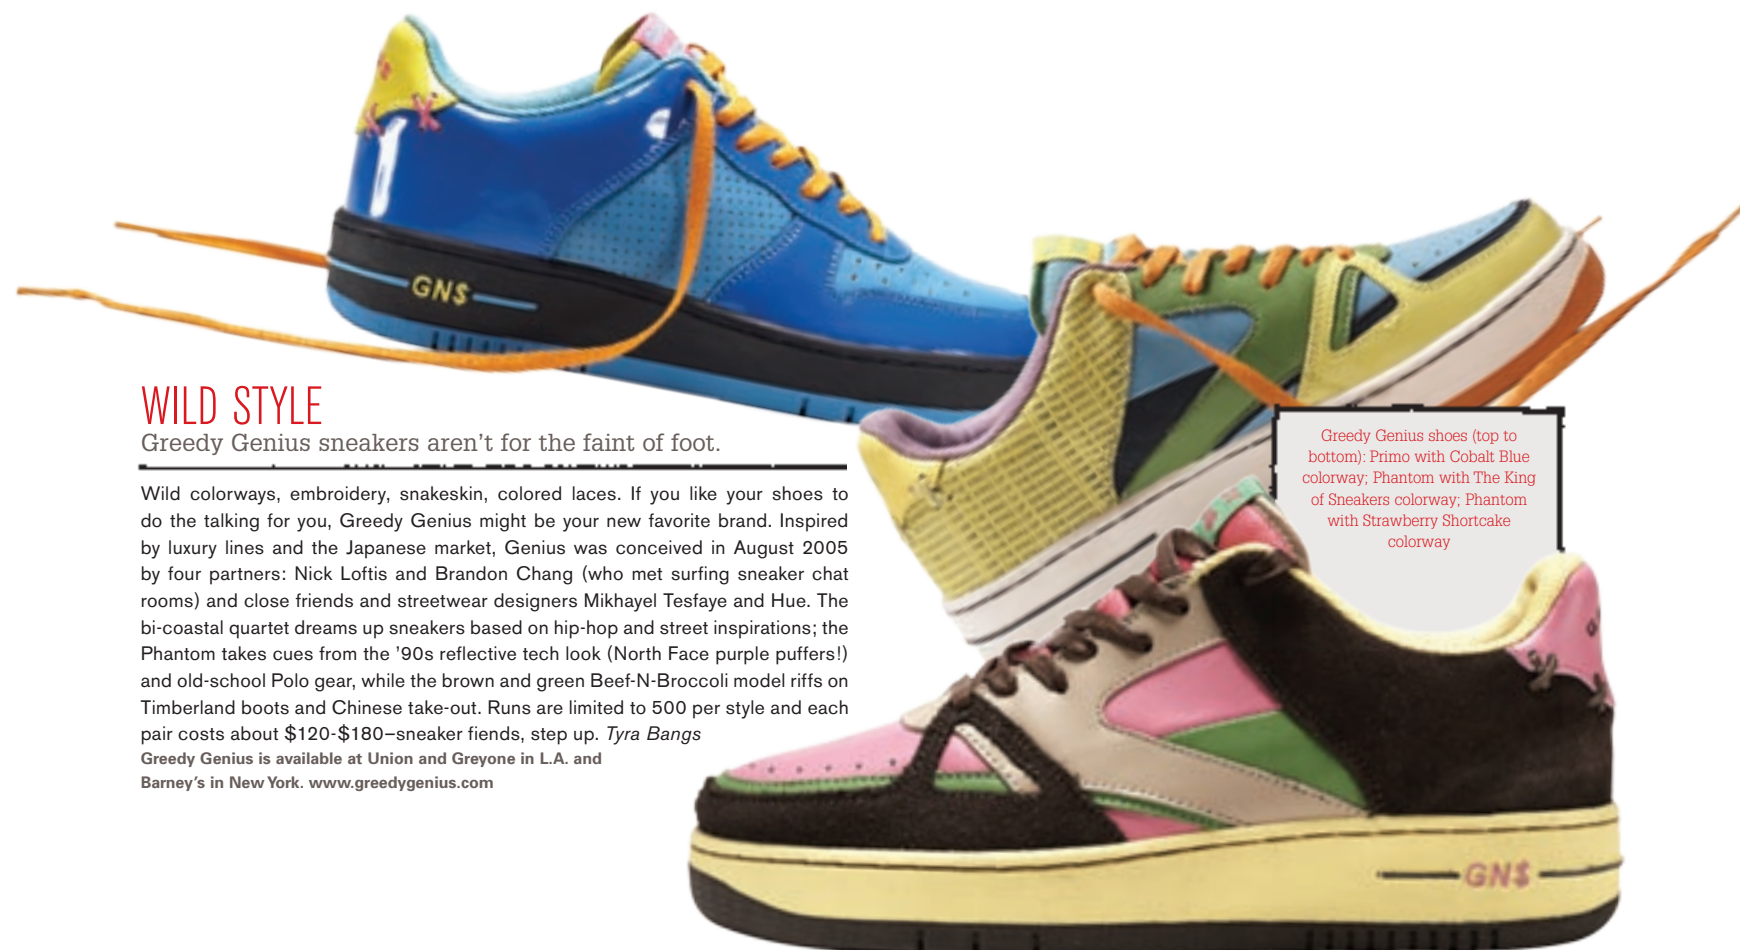 GN$
WILD STYLE
Greedy Genius sneakers aren't for the faint of foot.
Wild colorways, embroidery, snakeskin, colored laces. If you like your shoes to
do the talking for you, Greedy Genius might be your new favorite brand. Inspired
by luxury lines and the Japanese market, Genius was conceived in August 2005
by four partners: Nick Loftis and Brandon Chang (who met surfing sneaker chat
rooms) and close friends and streetwear designers Mikhayel Tesfaye and Hue. The
bi-coastal quartet dreams up sneakers based on hip-hop and street inspirations; the
Phantom takes cues from the '90s reflective tech look (North Face purple puffers!)
and old-school Polo gear, while the brown and green Beef-N-Broccoli model riffs on
Timberland boots and Chinese take-out. Runs are limited to 500 per style and each
pair costs about $120-$180–sneaker fiends, step up. Tyra Bangs
Greedy Genius is available at Union and Greyone in L.A. and
Barney's in New York. www.greedygenius.com
Greedy Genius shoes (top to
bottom): Primo with Cobalt Blue
colorway; Phantom with The King
of Sneakers colorway; Phantom
with Strawberry Shortcake
colorway
GN$